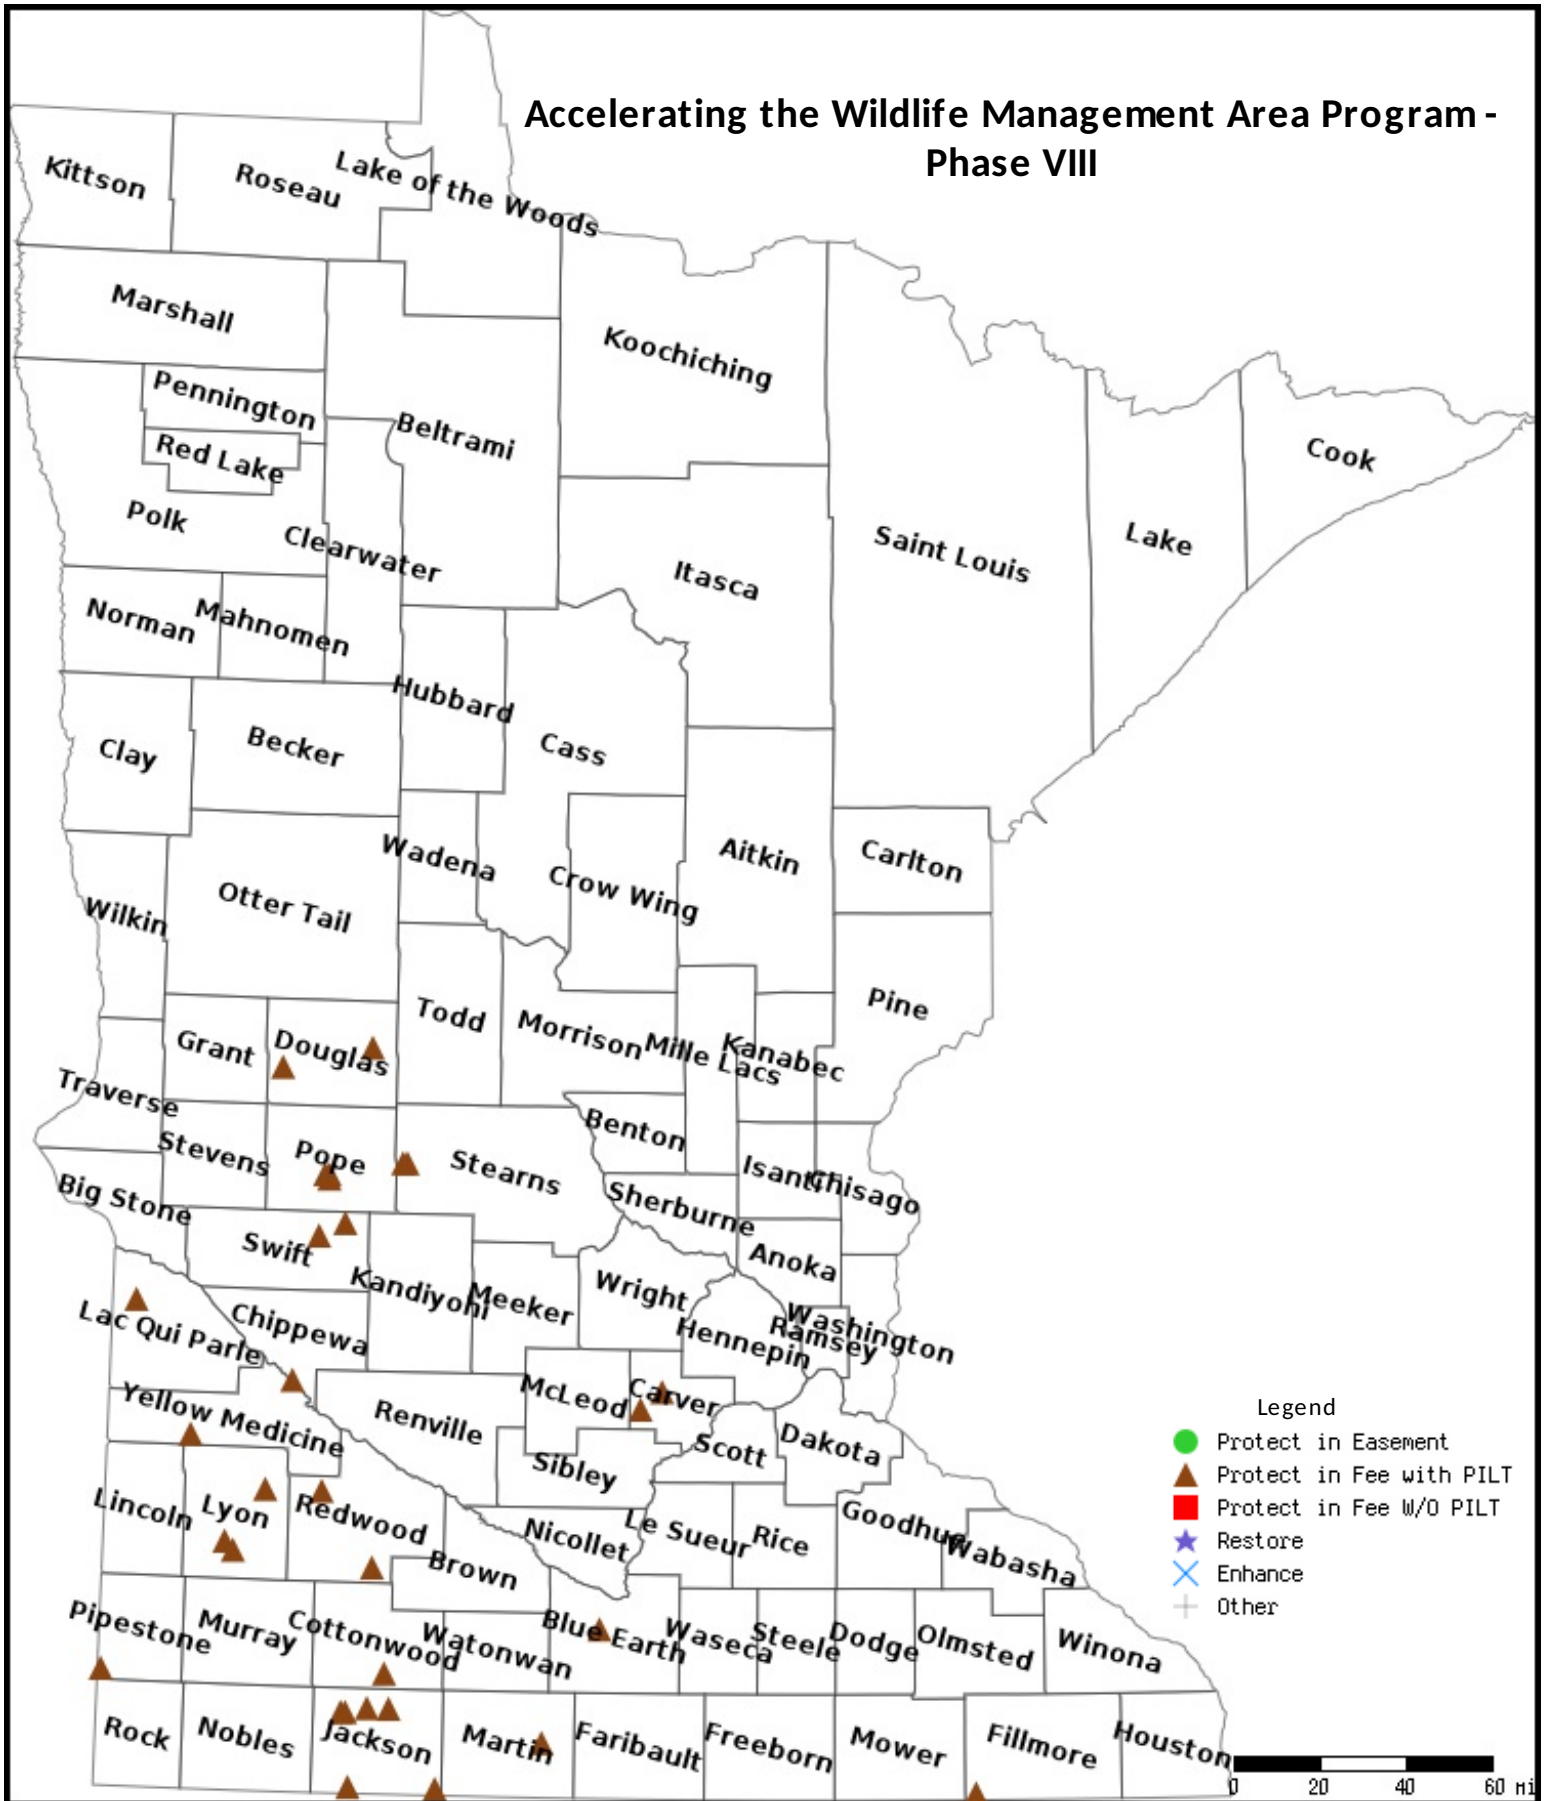 Accelerating the Wildlife Management Area Program -
Phase VIII
Kittson
Roseau
Lake of the Woods
Marshall
Koochiching
Pennington
Beltrami
Red Lake
Cook
Polk
Clearwater
Saint Louis
Lake
Itasca
Norman
Mahnomen
Hubbard
Clay
Becker
Cass
Wadena
Aitkin
Carlton
Crow Wing
Otter Tail
Wilkin
Pine
Todd
Morrison
Mille Lacs
Kanabec
Grant
Douglas
Traverse
Benton
Stevens
Pope
Stearns
Isanti
Chisago
Big Stone
Sherburne
Swift
Anoka
Kandiyohi
Meeker
Wright
Washington
Ramsey
Hennepin
Lac Qui Parle
Chippewa
McLeod
Carver
Yellow Medicine
Renville
Scott
Dakota
Sibley
Lincoln
Lyon
Redwood
Nicollet
Le Sueur
Rice
Goodhue
Wabasha
Brown
Pipestone
Murray
Cottonwood
Watonwan
Blue Earth
Waseca
Steele
Dodge
Olmsted
Winona
Rock
Nobles
Jackson
Martin
Faribault
Freeborn
Mower
Fillmore
Houston
Legend
Protect in Easement
Protect in Fee with PILT
Protect in Fee W/O PILT
Restore
Enhance
Other
0 20 40 60 mi